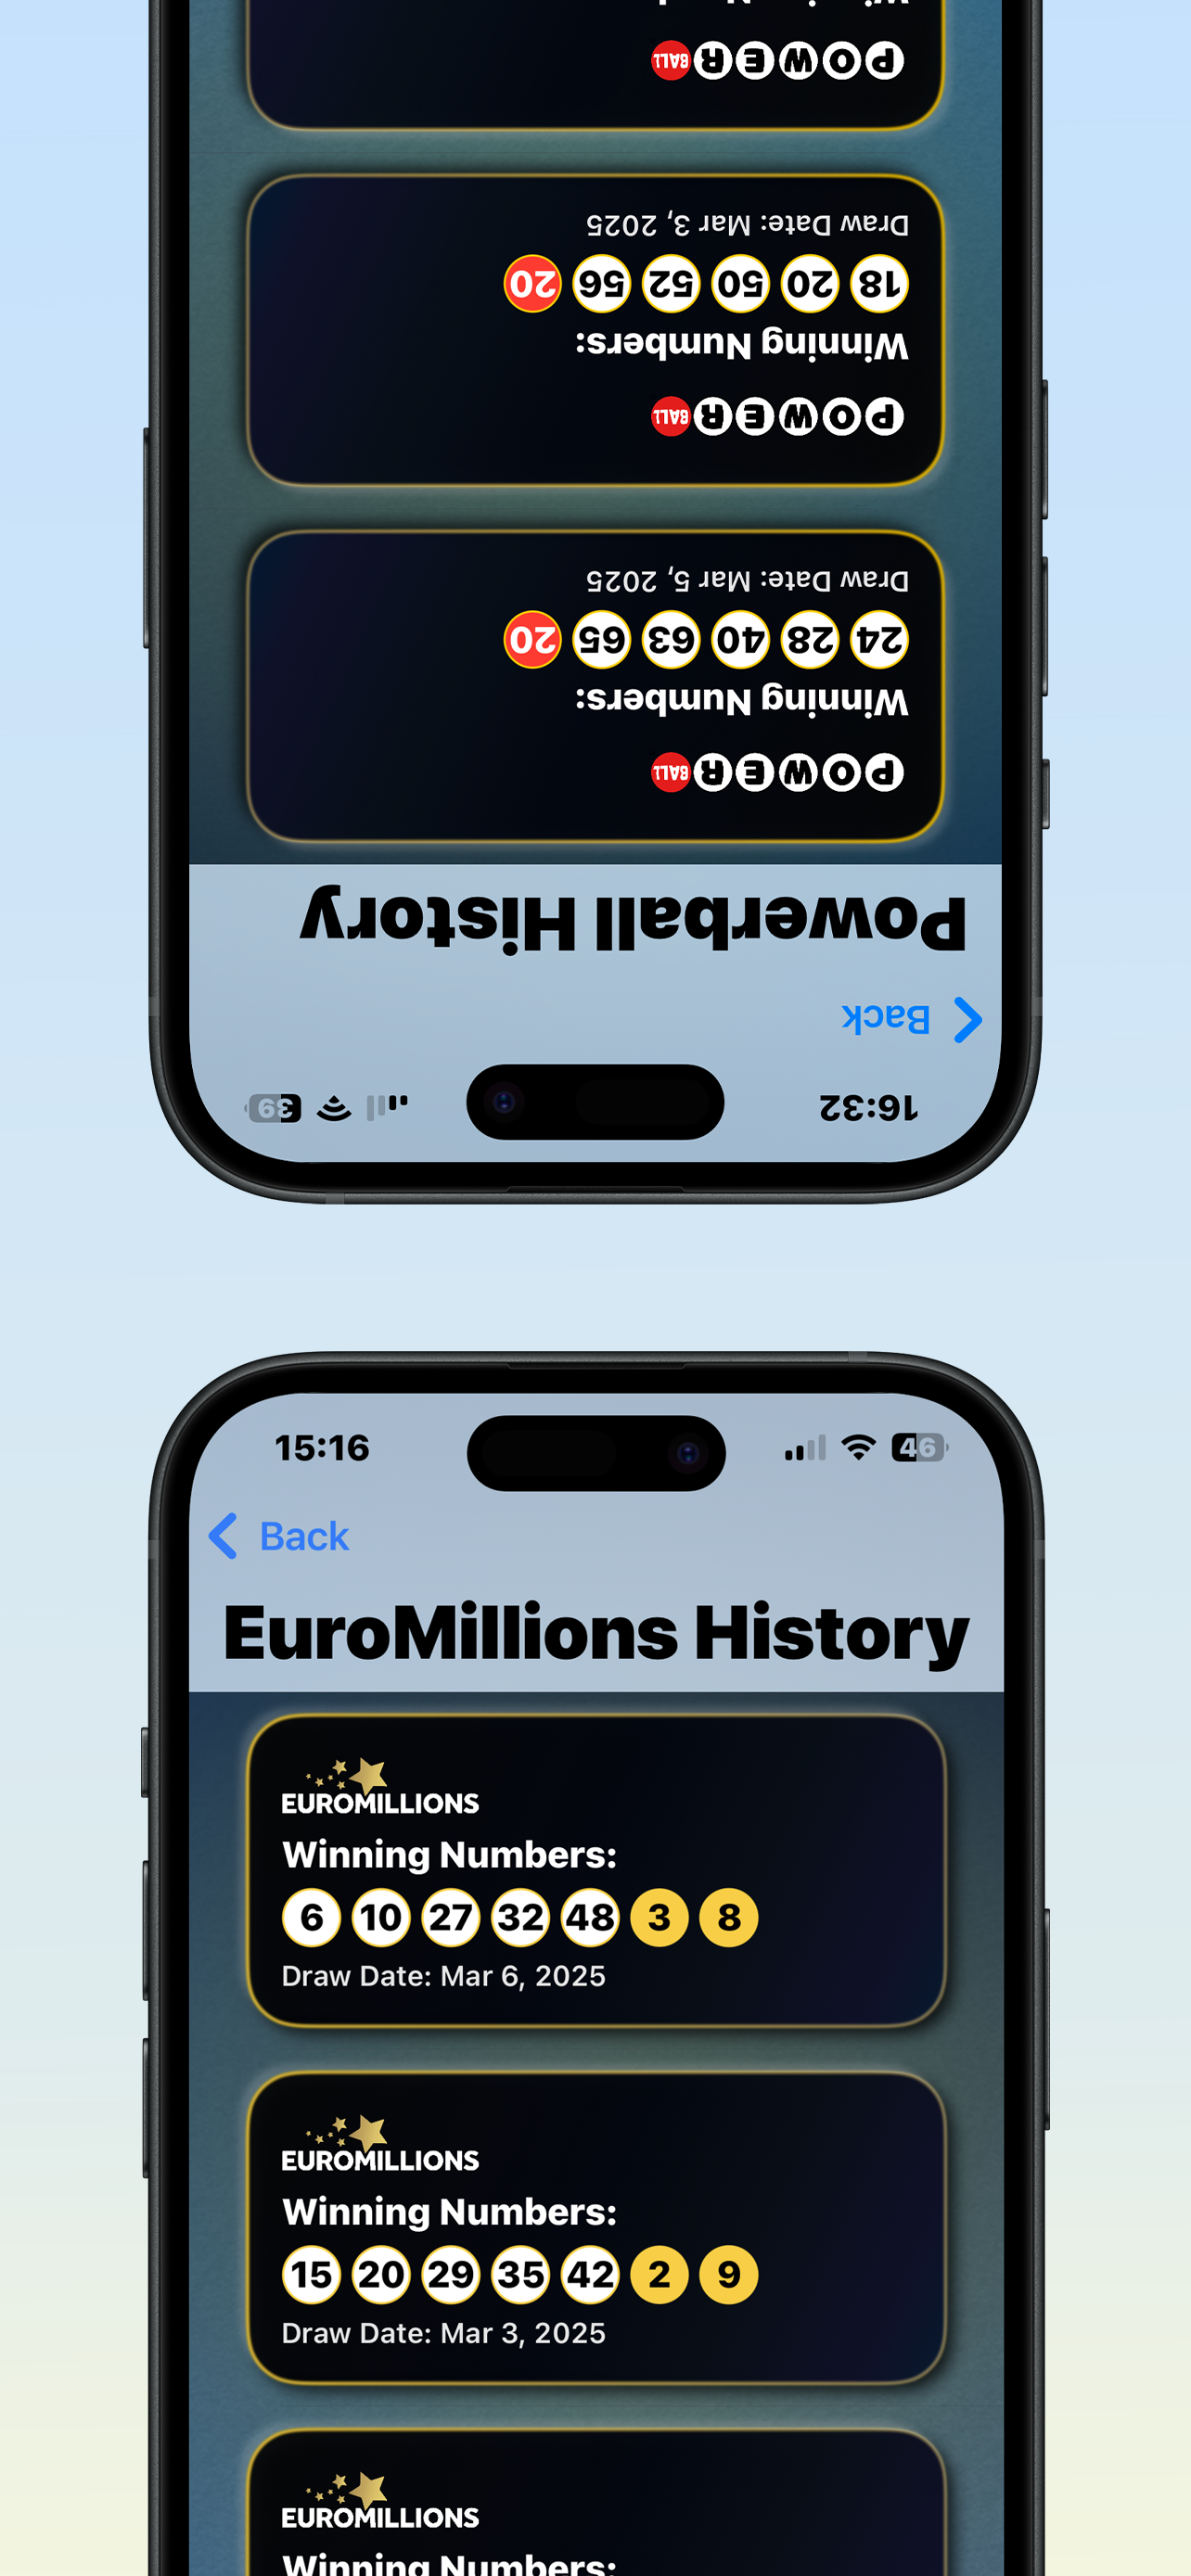 16:32
39
Back
Powerball History
POWER BALL
Winning Numbers:
24 28 40 63 65 20
Draw Date: Mar 5, 2025
POWER BALL
Winning Numbers:
18 20 50 52 56 20
Draw Date: Mar 3, 2025
POWER BALL
15:16
46
Back
EuroMillions History
EUROMILLIONS
Winning Numbers:
6 10 27 32 48 3 8
Draw Date: Mar 6, 2025
EUROMILLIONS
Winning Numbers:
15 20 29 35 42 2 9
Draw Date: Mar 3, 2025
EUROMILLIONS
Winning Numbers: